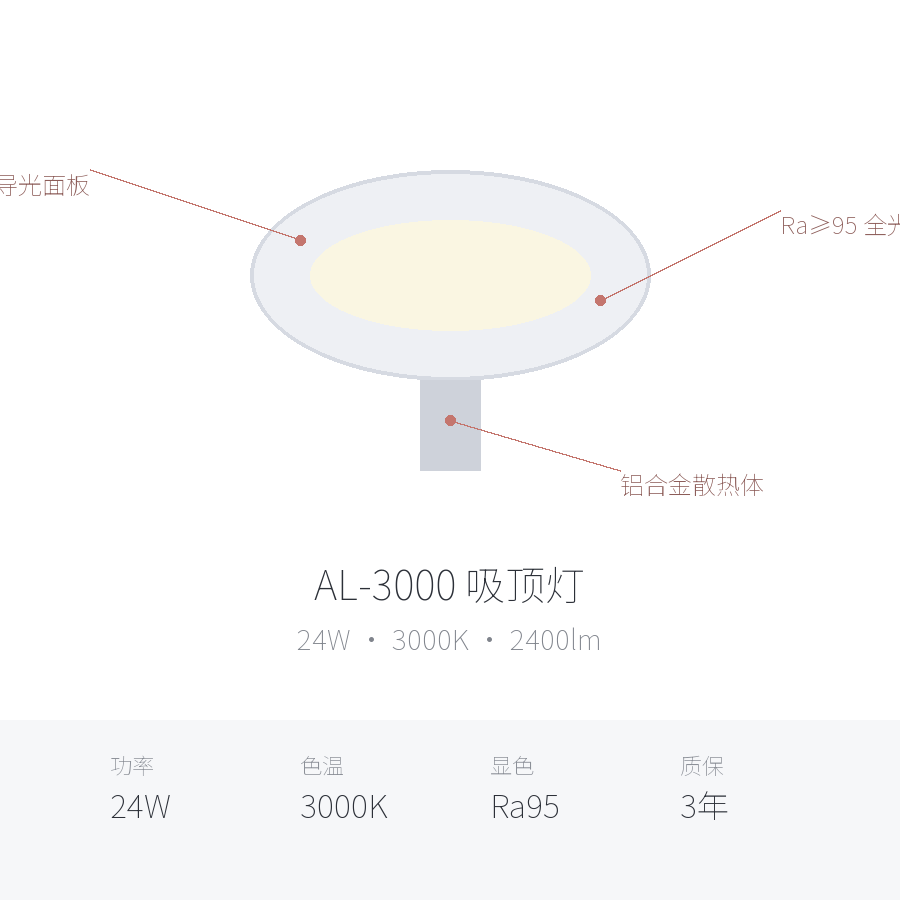 导光面板
Ra≥95 全光
铝合金散热体
AL-3000 吸顶灯
24W • 3000K • 2400lm
功率 色温 显色 质保
24W 3000K Ra95 3年